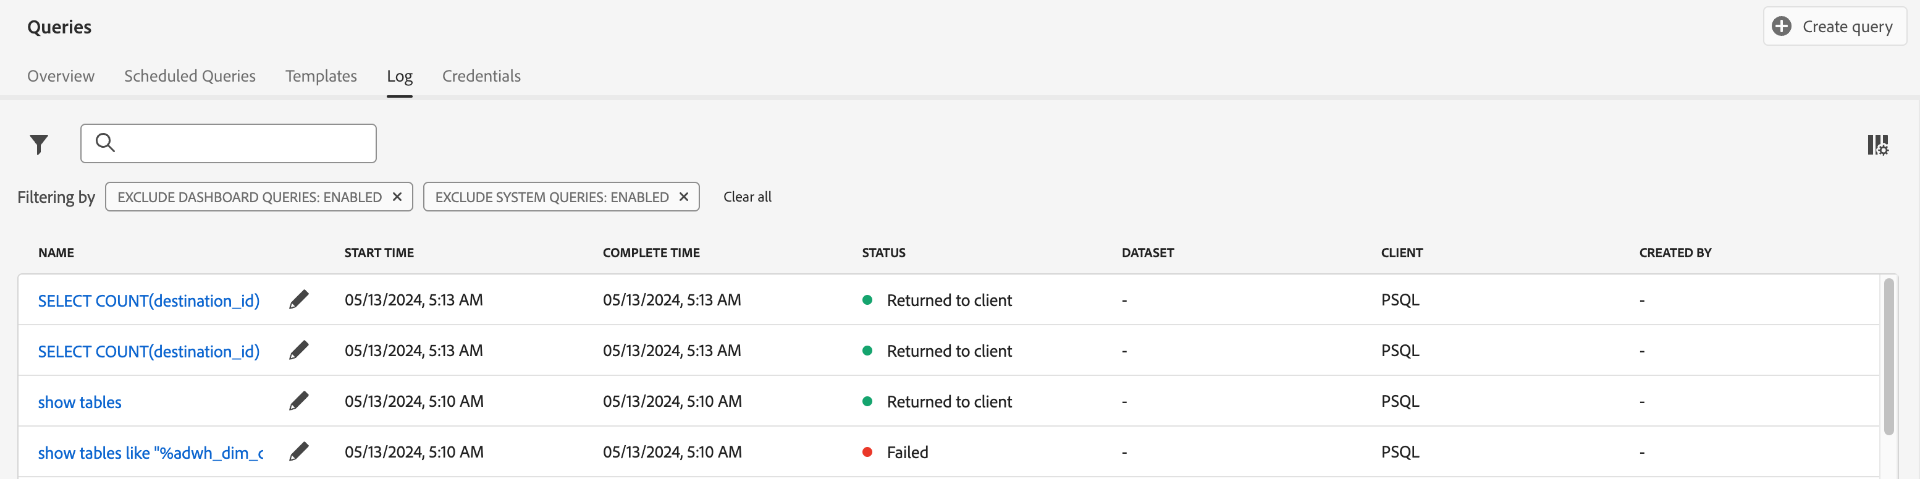 Queries
Create query
Overview Scheduled Queries Templates Log Credentials
Filtering by EXCLUDE DASHBOARD QUERIES: ENABLED EXCLUDE SYSTEM QUERIES: ENABLED Clear all
NAME START TIME COMPLETE TIME STATUS DATASET CLIENT CREATED BY
SELECT COUNT(destination_id) 05/13/2024, 5:13 AM 05/13/2024, 5:13 AM Returned to client - PSQL -
SELECT COUNT(destination_id) 05/13/2024, 5:13 AM 05/13/2024, 5:13 AM Returned to client - PSQL -
show tables 05/13/2024, 5:10 AM 05/13/2024, 5:10 AM Returned to client - PSQL -
show tables like "%adwh_dim_c 05/13/2024, 5:10 AM 05/13/2024, 5:10 AM Failed - PSQL -